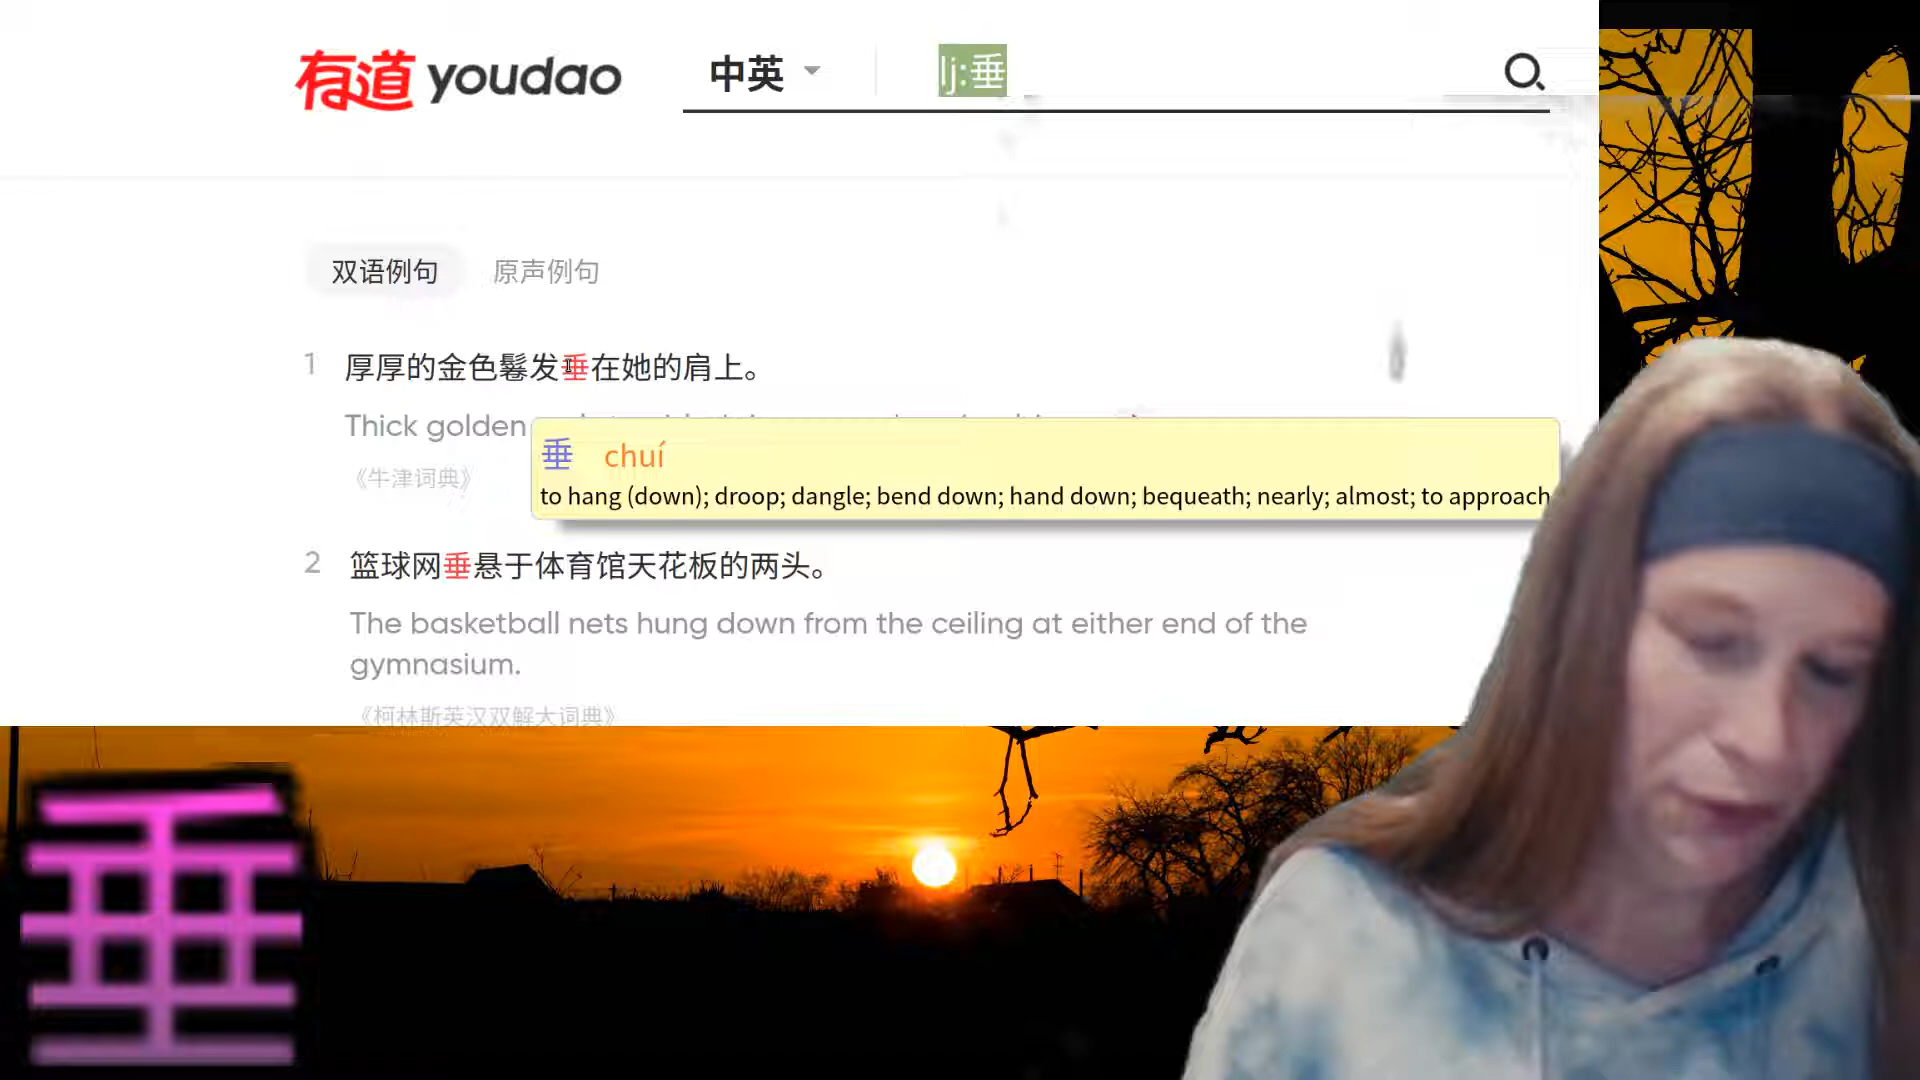 有道 youdao
中英
lj:垂
双语例句
原声例句
1
厚厚的金色鬈发垂在她的肩上。
Thick golden
《牛津词典》
垂 chuí
to hang (down); droop; dangle; bend down; hand down; bequeath; nearly; almost; to approach
2
篮球网垂悬于体育馆天花板的两头。
The basketball nets hung down from the ceiling at either end of the
gymnasium.
《柯林斯英汉双解大词典》
垂